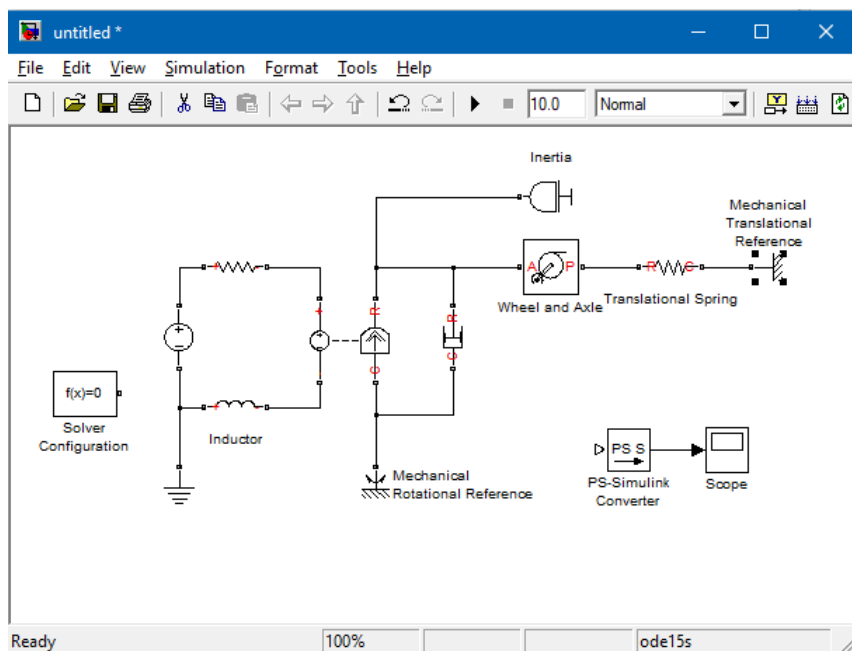 untitled *
File Edit View Simulation Format Tools Help
10.0 Normal
Inertia
Mechanical
Translational
Reference
+
+
R
R
A P
R C
Wheel and Axle
Translational Spring
C
C
f(x)=0
Solver
Configuration
+
Inductor
PS S
PS-Simulink
Converter
Scope
Mechanical
Rotational Reference
Ready 100% ode15s